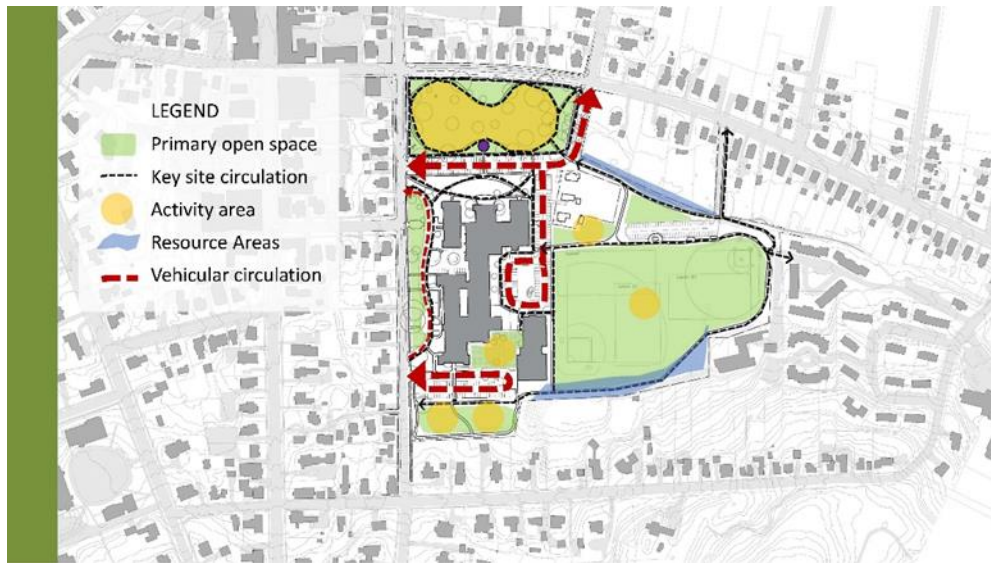 LEGEND
Primary open space
Key site circulation
Activity area
Resource Areas
Vehicular circulation